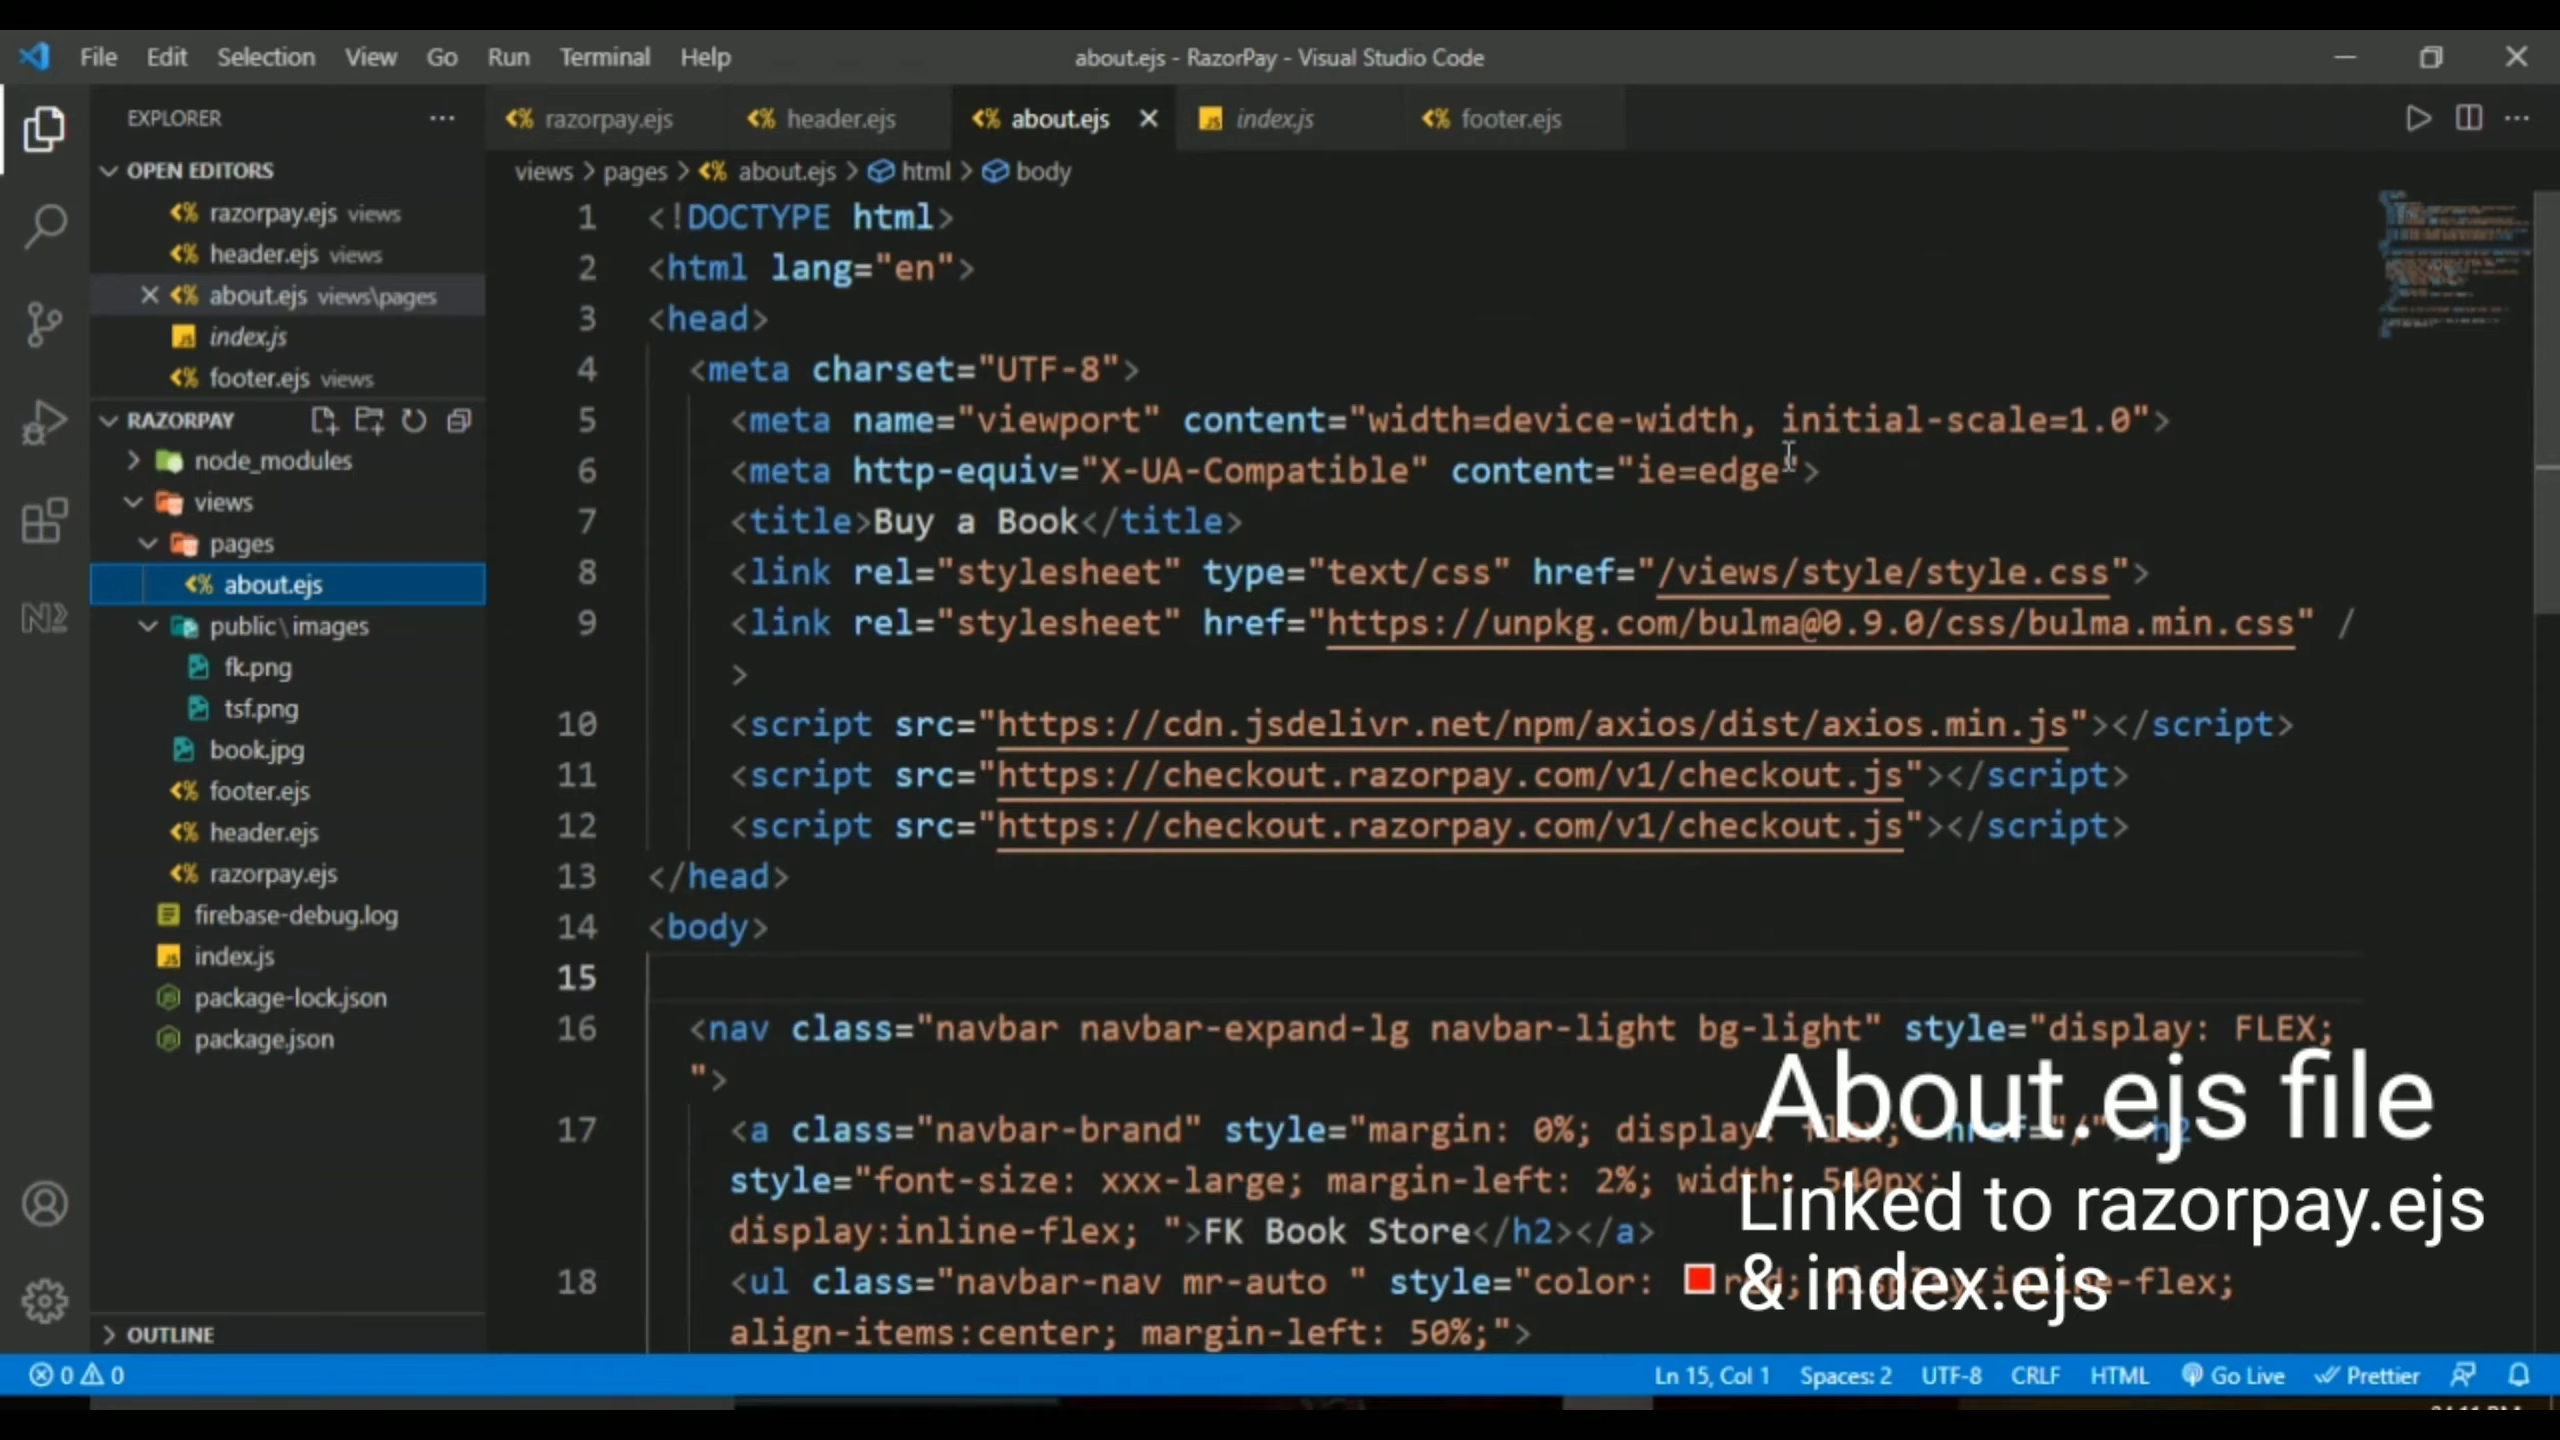 File Edit Selection View Go Run Terminal Help
about.ejs - RazorPay - Visual Studio Code
EXPLORER
OPEN EDITORS
razorpay.ejs views
header.ejs views
about.ejs views\pages
index.js
footer.ejs views
RAZORPAY
node_modules
views
pages
about.ejs
public\images
fk.png
tsf.png
book.jpg
footer.ejs
header.ejs
razorpay.ejs
firebase-debug.log
index.js
package-lock.json
package.json
OUTLINE
razorpay.ejs header.ejs about.ejs index.js footer.ejs
views > pages > about.ejs > html > body
1 <!DOCTYPE html>
2 <html lang="en">
3 <head>
4 <meta charset="UTF-8">
5 <meta name="viewport" content="width=device-width, initial-scale=1.0">
6 <meta http-equiv="X-UA-Compatible" content="ie=edge">
7 <title>Buy a Book</title>
8 <link rel="stylesheet" type="text/css" href="/views/style/style.css">
9 <link rel="stylesheet" href="https://unpkg.com/bulma@0.9.0/css/bulma.min.css" /
>
10 <script src="https://cdn.jsdelivr.net/npm/axios/dist/axios.min.js"></script>
11 <script src="https://checkout.razorpay.com/v1/checkout.js"></script>
12 <script src="https://checkout.razorpay.com/v1/checkout.js"></script>
13 </head>
14 <body>
15
16 <nav class="navbar navbar-expand-lg navbar-light bg-light" style="display: FLEX;
">
17 <a class="navbar-brand" style="margin: 0%; display: flex;" href="/"><h2
style="font-size: xxx-large; margin-left: 2%; width: 540px;
display:inline-flex; ">FK Book Store</h2></a>
18 <ul class="navbar-nav mr-auto " style="color: red; display:inline-flex;
align-items:center; margin-left: 50%;">
About.ejs file
Linked to razorpay.ejs
& index.ejs
0 0
Ln 15, Col 1 Spaces: 2 UTF-8 CRLF HTML Go Live Prettier